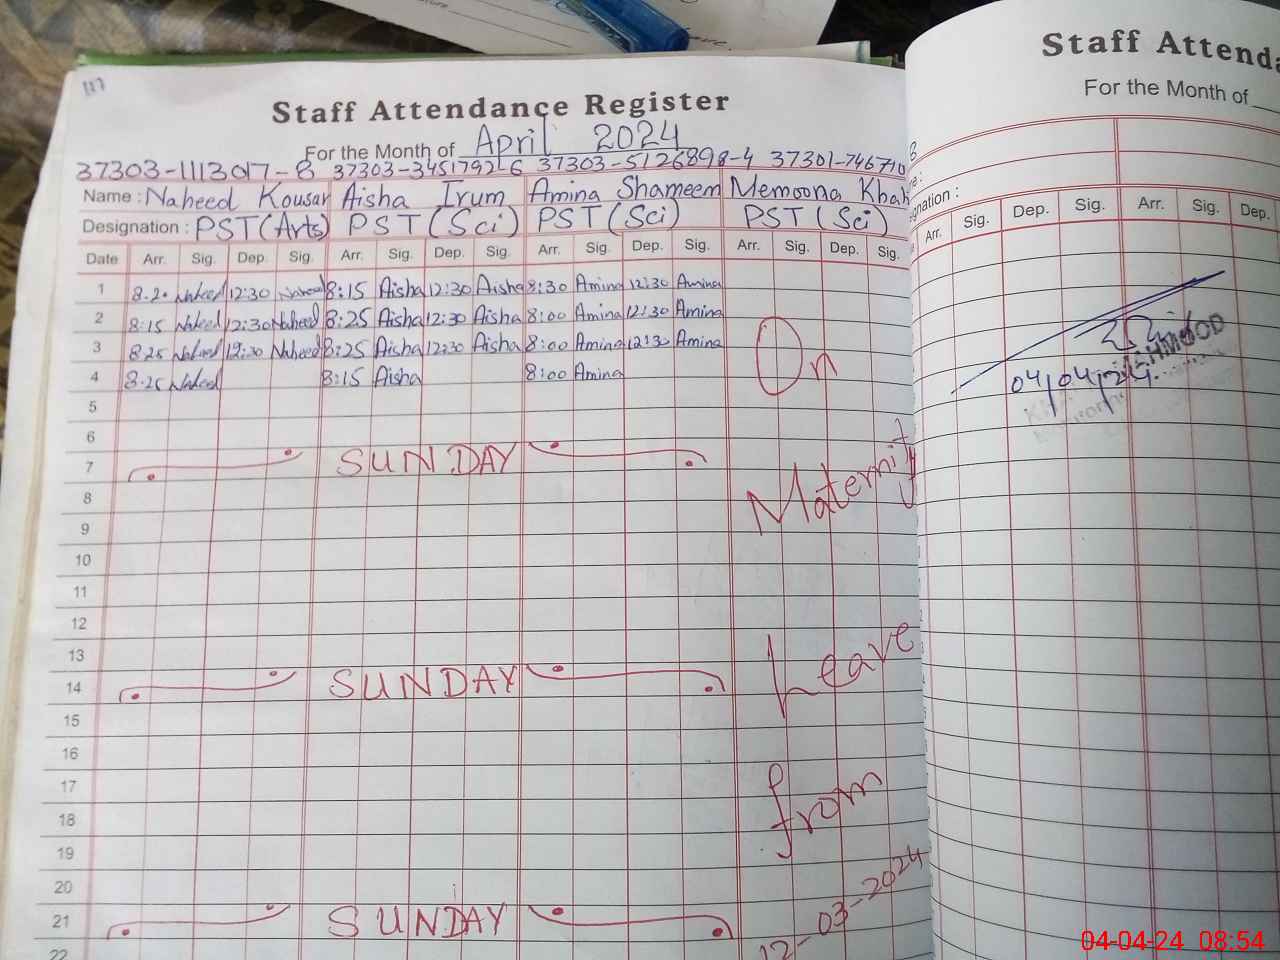 117
Staff Attendance Register
For the Month of April 2024
37303-1113017-8 37303-3451792-6 37303-5126898-4 37301-746710
Name : Naheed Kousar Aisha Irum Amina Shameem Memoona Khan
Designation : PST(Arts) PST(Sci) PST(Sci) PST(Sci)
Date Arr. Sig. Dep. Sig. Arr. Sig. Dep. Sig. Arr. Sig. Dep. Sig. Arr. Sig. Dep. Sig.
1 8.20 Naheed 12:30 Naheed 8:15 Aisha 12:30 Aisha 8:30 Amina 12:30 Amina
2 8:15 Naheed 12:30 Naheed 8:25 Aisha 12:30 Aisha 8:00 Amina 12:30 Amina
3 8:25 Naheed 12:30 Naheed 8:25 Aisha 12:30 Aisha 8:00 Amina 12:30 Amina
4 8.25 Naheed 8:15 Aisha 8:00 Amina
5
6
7 SUNDAY
8
9
10
11
12
13
14 SUNDAY
15
16
17
18
19
20
21 SUNDAY
22
On
Maternity
Leave
from
12-03-2024
Staff Attenda
For the Month of
Arr. Sig. Dep. Sig. Arr. Sig. Dep.
04/04/24
04-04-24 08:54